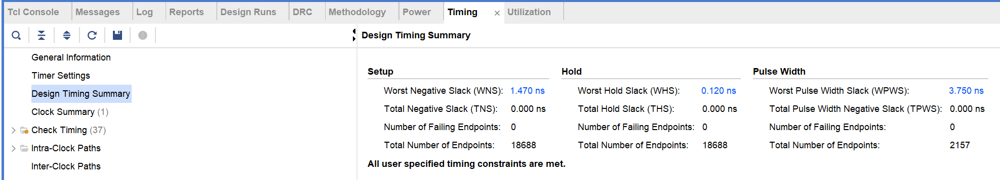 Tcl Console Messages Log Reports Design Runs DRC Methodology Power Timing × Utilization
Design Timing Summary
General Information
Timer Settings
Design Timing Summary
Clock Summary (1)
Check Timing (37)
Intra-Clock Paths
Inter-Clock Paths
Setup Hold Pulse Width
Worst Negative Slack (WNS): 1.470 ns Worst Hold Slack (WHS): 0.120 ns Worst Pulse Width Slack (WPWS): 3.750 ns
Total Negative Slack (TNS): 0.000 ns Total Hold Slack (THS): 0.000 ns Total Pulse Width Negative Slack (TPWS): 0.000 ns
Number of Failing Endpoints: 0 Number of Failing Endpoints: 0 Number of Failing Endpoints: 0
Total Number of Endpoints: 18688 Total Number of Endpoints: 18688 Total Number of Endpoints: 2157
All user specified timing constraints are met.